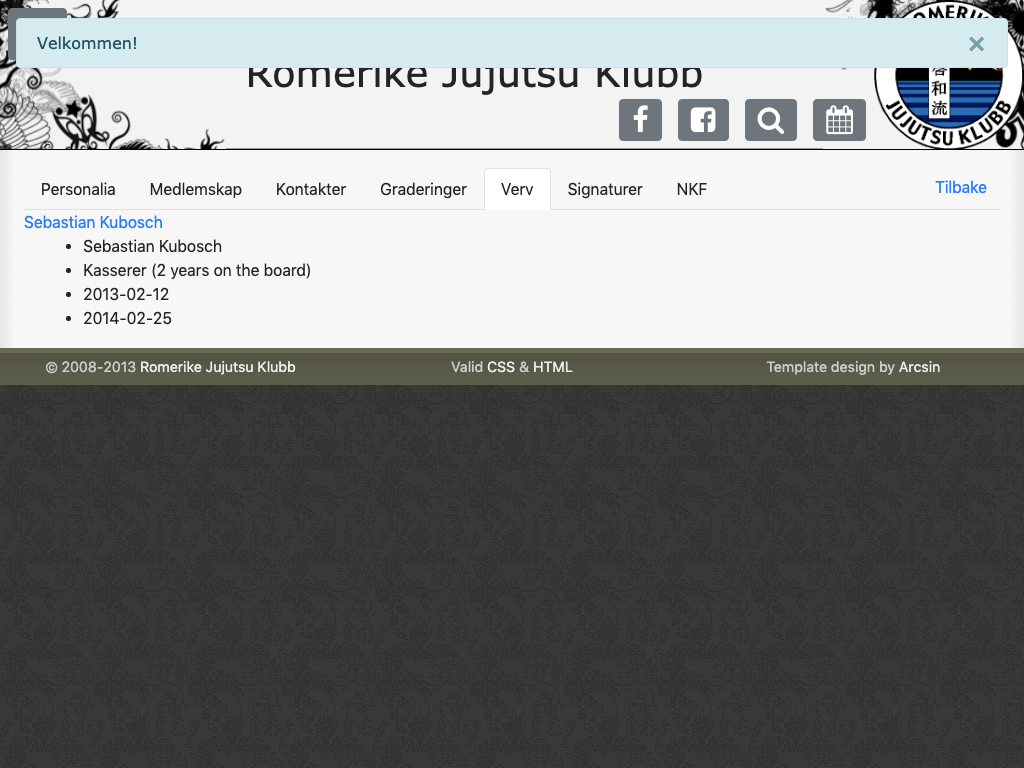 Velkommen!
×
Romerike Jujutsu Klubb
ROMERIKE
JUJUTSU KLUBB
和
流
Personalia Medlemskap Kontakter Graderinger Verv Signaturer NKF Tilbake
Sebastian Kubosch
• Sebastian Kubosch
• Kasserer (2 years on the board)
• 2013-02-12
• 2014-02-25
© 2008-2013 Romerike Jujutsu Klubb Valid CSS & HTML Template design by Arcsin